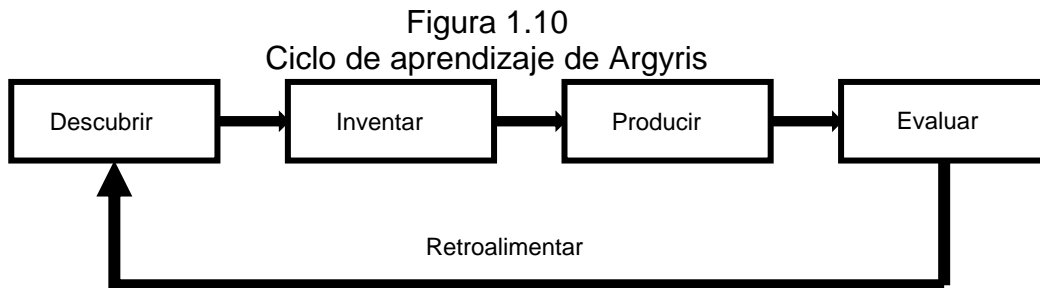 Figura 1.10
Ciclo de aprendizaje de Argyris
Descubrir
Inventar
Producir
Evaluar
Retroalimentar